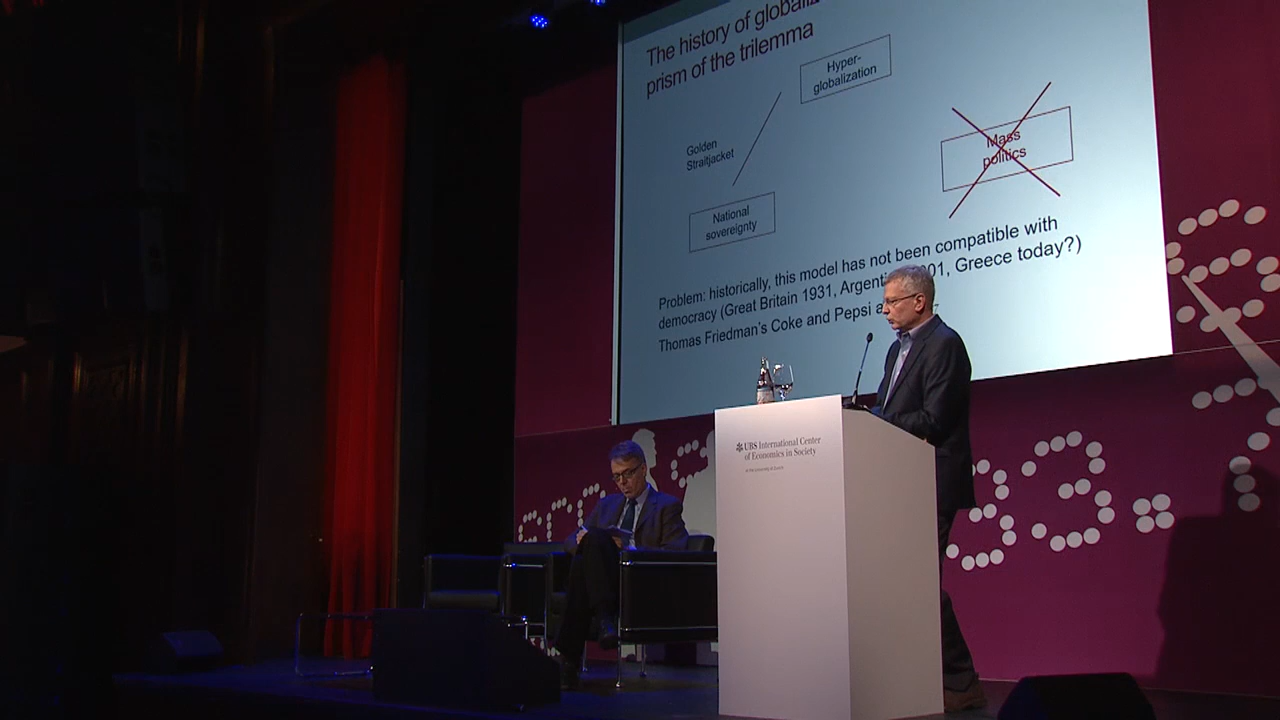 The history of
prism of the trilemma
Hyper-
globalization
Golden
Straitjacket
Mass
politics
National
sovereignty
Problem: historically, this model has not been compatible with
democracy (Great Britain 1931, 01, Greece today?)
Thomas Friedman's Coke and Pepsi
UBS International Center
of Economics in Society